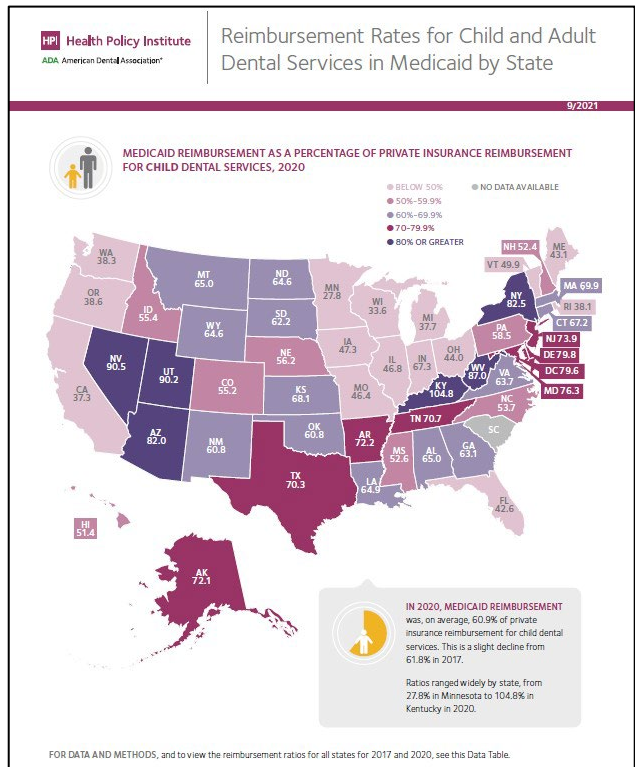 HPI Health Policy Institute
ADA American Dental Association®
Reimbursement Rates for Child and Adult
Dental Services in Medicaid by State
9/2021
MEDICAID REIMBURSEMENT AS A PERCENTAGE OF PRIVATE INSURANCE REIMBURSEMENT
FOR CHILD DENTAL SERVICES, 2020
BELOW 50%
NO DATA AVAILABLE
50%-59.9%
60%-69.9%
70-79.9%
80% OR GREATER
WA
38.3
OR
38.6
CA
37.3
NV
90.5
ID
55.4
MT
65.0
WY
64.6
UT
90.2
AZ
82.0
CO
55.2
NM
60.8
ND
64.6
SD
62.2
NE
56.2
KS
68.1
OK
60.8
TX
70.3
MN
27.8
IA
47.3
MO
46.4
AR
72.2
LA
64.9
WI
33.6
IL
46.8
MI
37.7
IN
67.3
OH
44.0
KY
104.8
TN 70.7
MS
52.6
AL
65.0
GA
63.1
FL
42.6
SC
NC
53.7
VA
63.7
WV
87.0
PA
58.5
NY
82.5
VT 49.9
NH 52.4
ME
43.1
MA 69.9
RI 38.1
CT 67.2
NJ 73.9
DE 79.8
DC 79.6
MD 76.3
HI
51.4
AK
72.1
IN 2020, MEDICAID REIMBURSEMENT
was, on average, 60.9% of private
insurance reimbursement for child dental
services. This is a slight decline from
61.8% in 2017.
Ratios ranged widely by state, from
27.8% in Minnesota to 104.8% in
Kentucky in 2020.
FOR DATA AND METHODS, and to view the reimbursement ratios for all states for 2017 and 2020, see this Data Table.